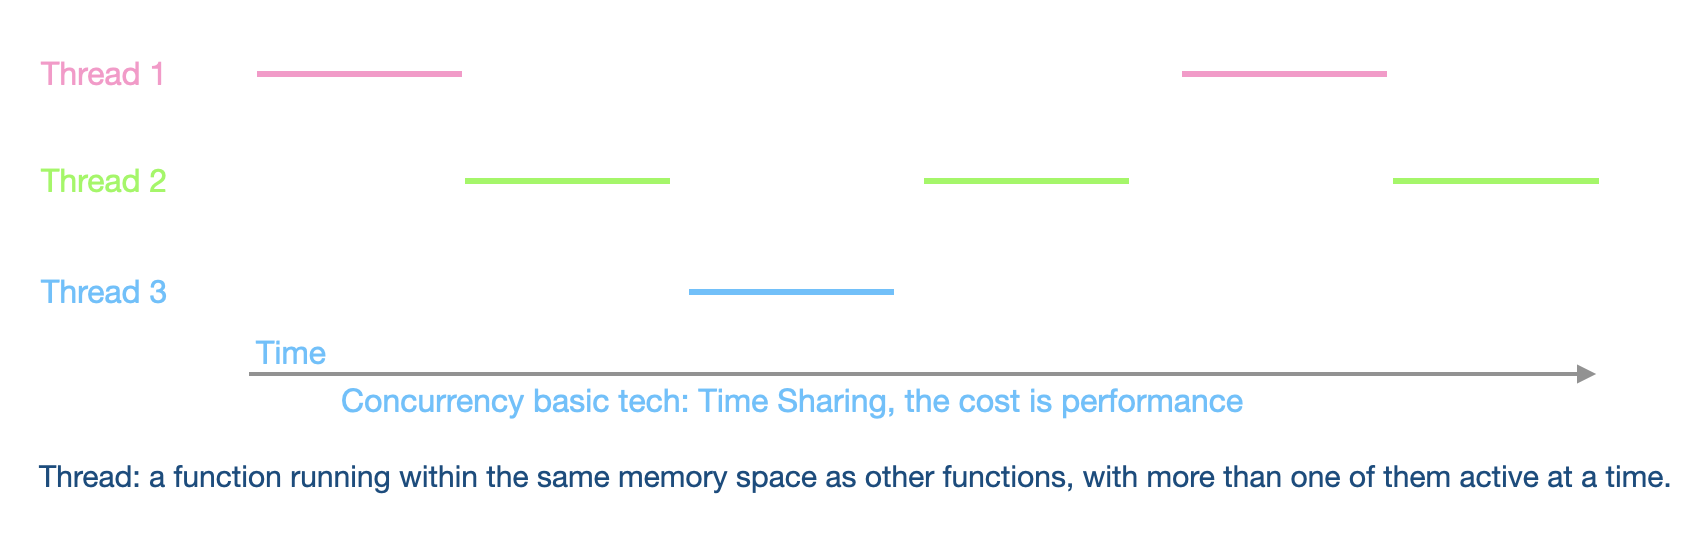 Thread 1
Thread 2
Thread 3
Time
Concurrency basic tech: Time Sharing, the cost is performance
Thread: a function running within the same memory space as other functions, with more than one of them active at a time.